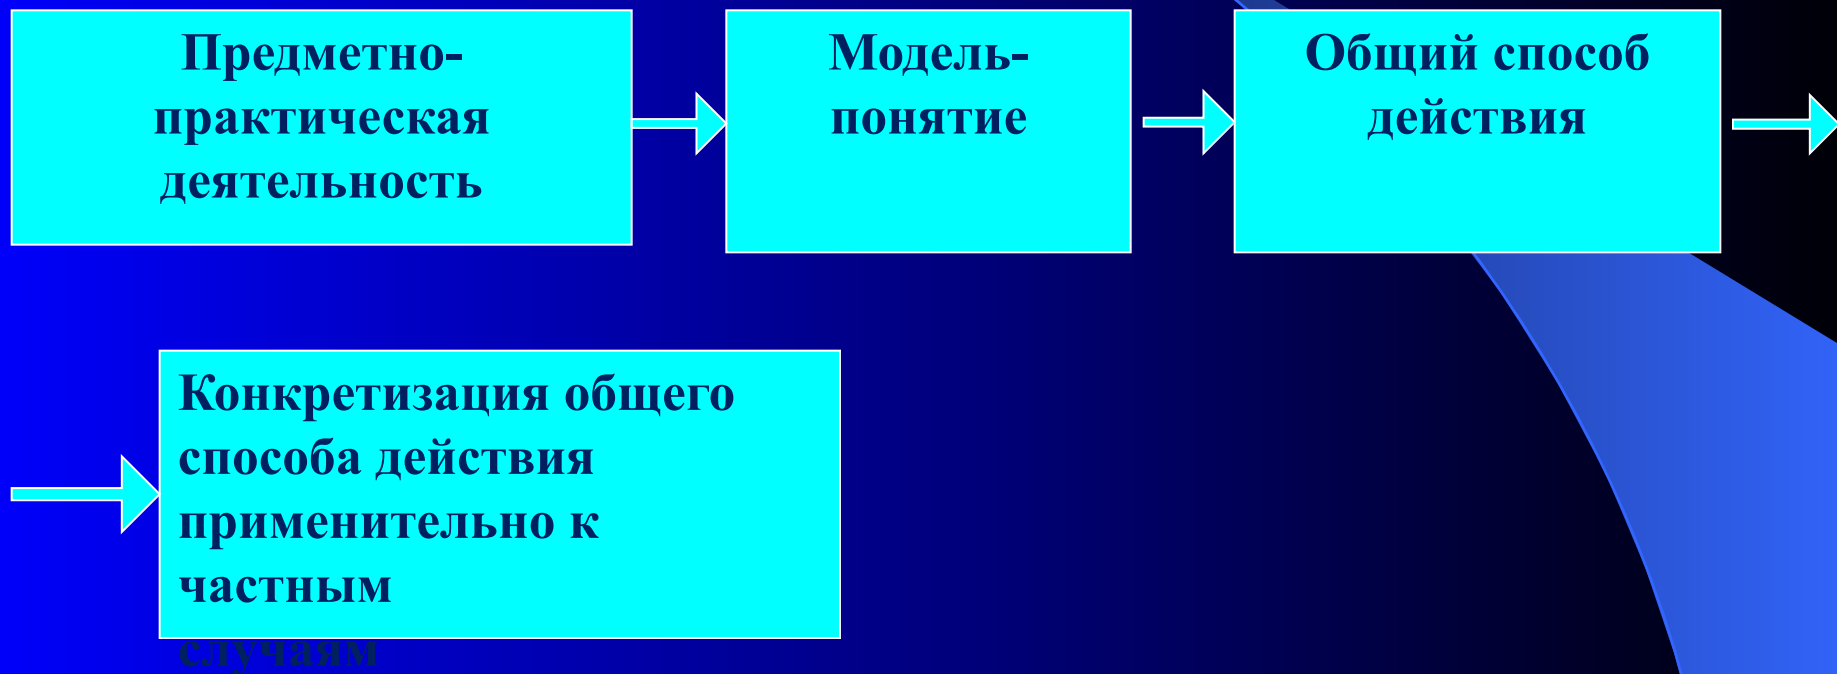 Предметно-
практическая
деятельность
Модель-
понятие
Общий способ
действия
Конкретизация общего
способа действия
применительно к
частным
случаям